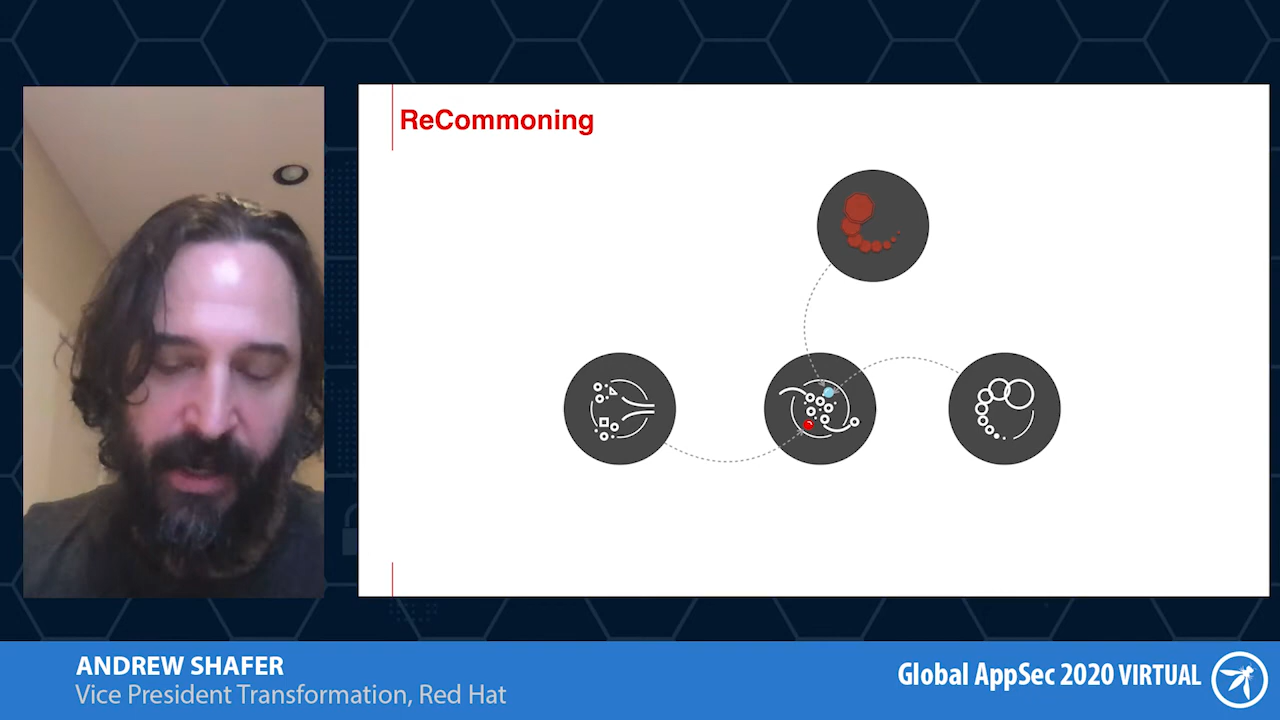 ReCommoning
ANDREW SHAFER
Vice President Transformation, Red Hat
Global AppSec 2020 VIRTUAL